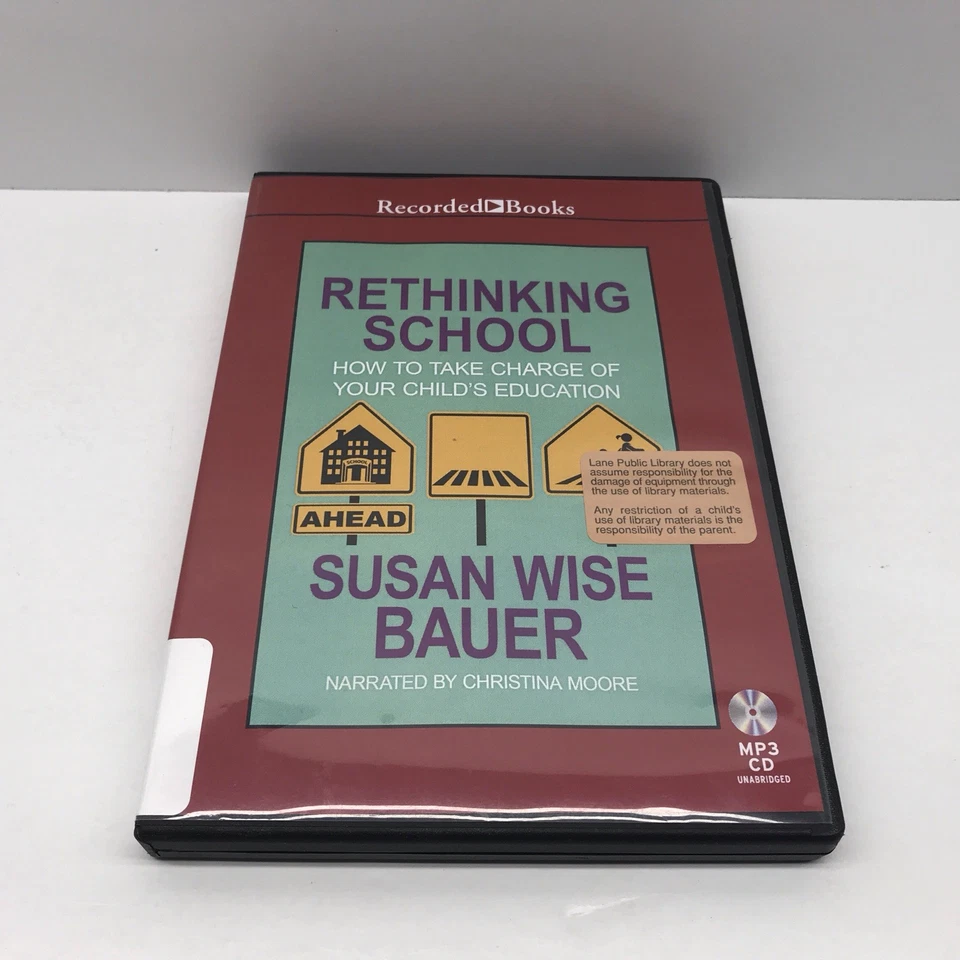 Recorded Books
RETHINKING
SCHOOL
HOW TO TAKE CHARGE OF
YOUR CHILD'S EDUCATION
SCHOOL
AHEAD
Lane Public Library does not
assume responsibility for the
damage of equipment through
the use of library materials.
Any restriction of a child's
use of library materials is the
responsibility of the parent.
SUSAN WISE
BAUER
NARRATED BY CHRISTINA MOORE
MP3
CD
UNABRIDGED